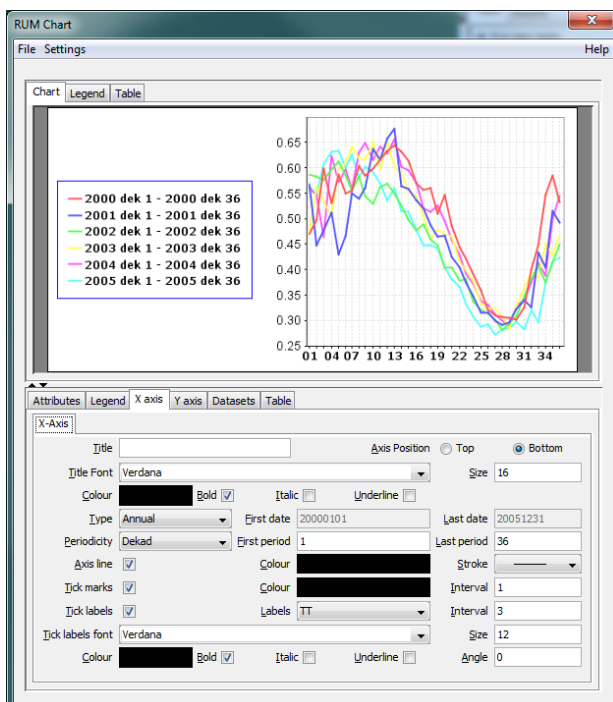 RUM Chart
File Settings Help
Chart Legend Table
0.65
0.60
0.55
0.50
0.45
0.40
0.35
0.30
0.25
2000 dek 1 - 2000 dek 36
2001 dek 1 - 2001 dek 36
2002 dek 1 - 2002 dek 36
2003 dek 1 - 2003 dek 36
2004 dek 1 - 2004 dek 36
2005 dek 1 - 2005 dek 36
01 04 07 10 13 16 19 22 25 28 31 34
Attributes Legend X axis Y axis Datasets Table
X-Axis
Title Axis Position Top Bottom
Title Font Verdana Size 16
Colour Bold Italic Underline
Type Annual First date 20000101 Last date 20051231
Periodicity Dekad First period 1 Last period 36
Axis line Colour Stroke
Tick marks Colour Interval 1
Tick labels Labels TT Interval 3
Tick labels font Verdana Size 12
Colour Bold Italic Underline Angle 0